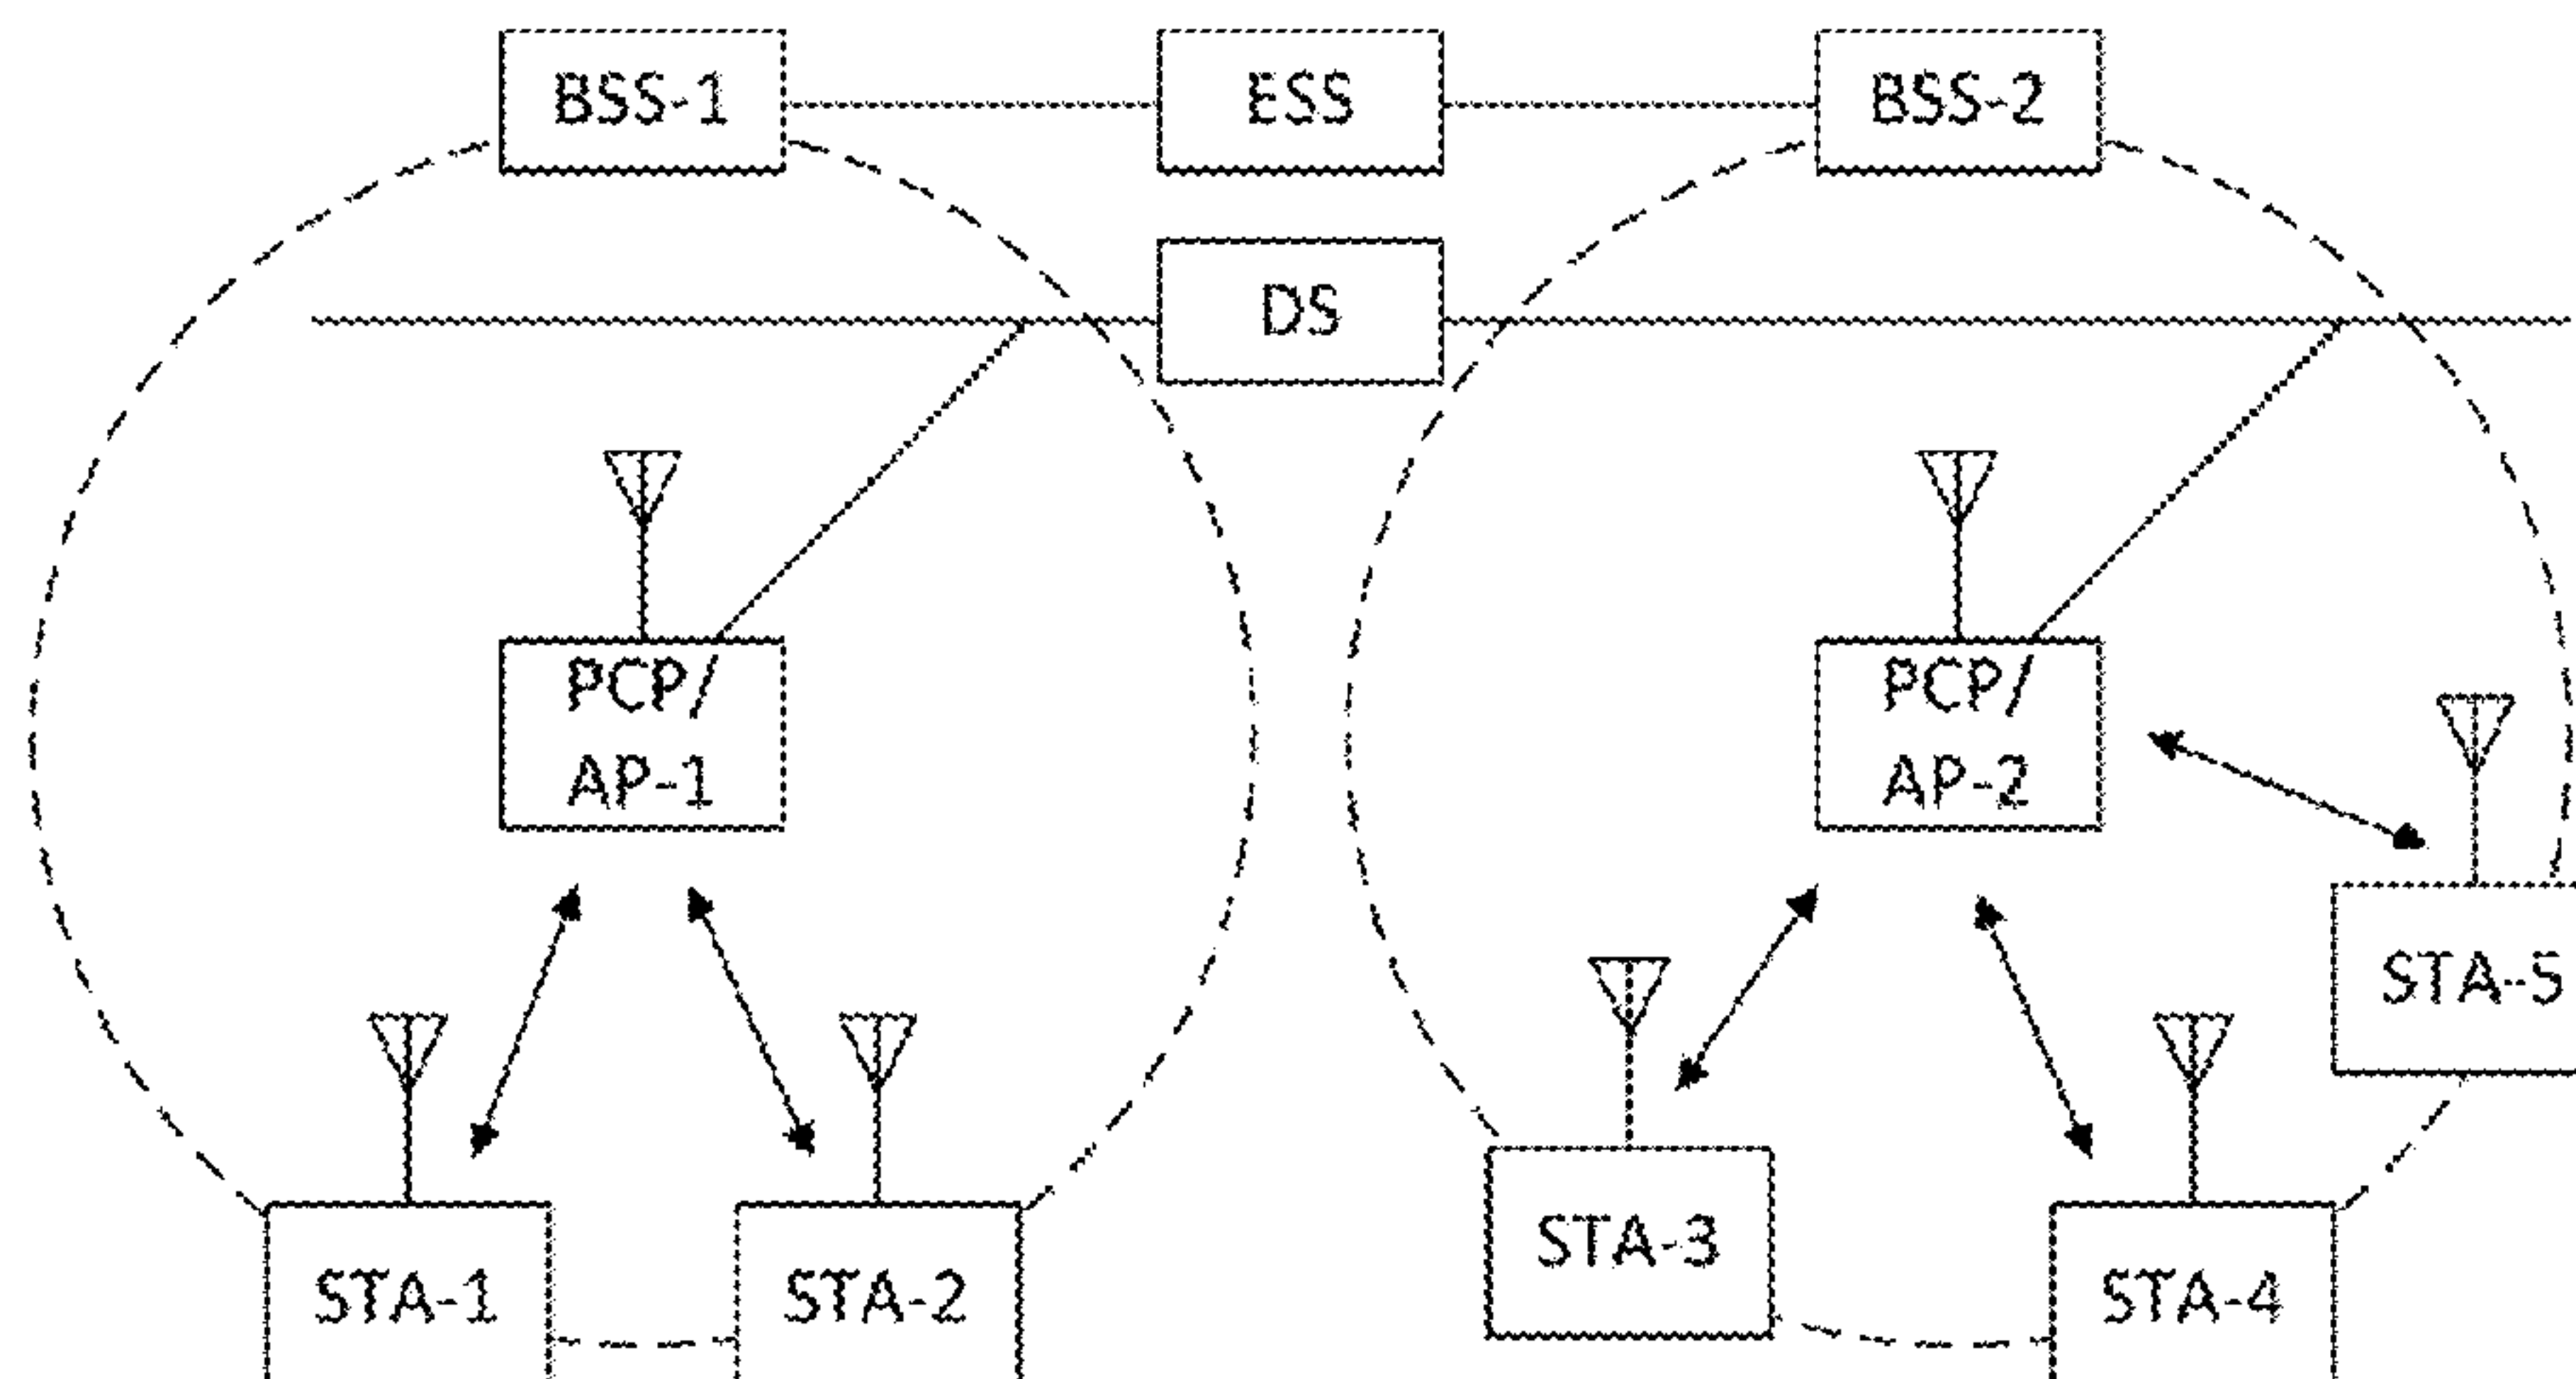 BSS-1
ESS
BSS-2
DS
PCP/
AP-1
PCP/
AP-2
STA-5
STA-3
STA-1
STA-2
STA-4